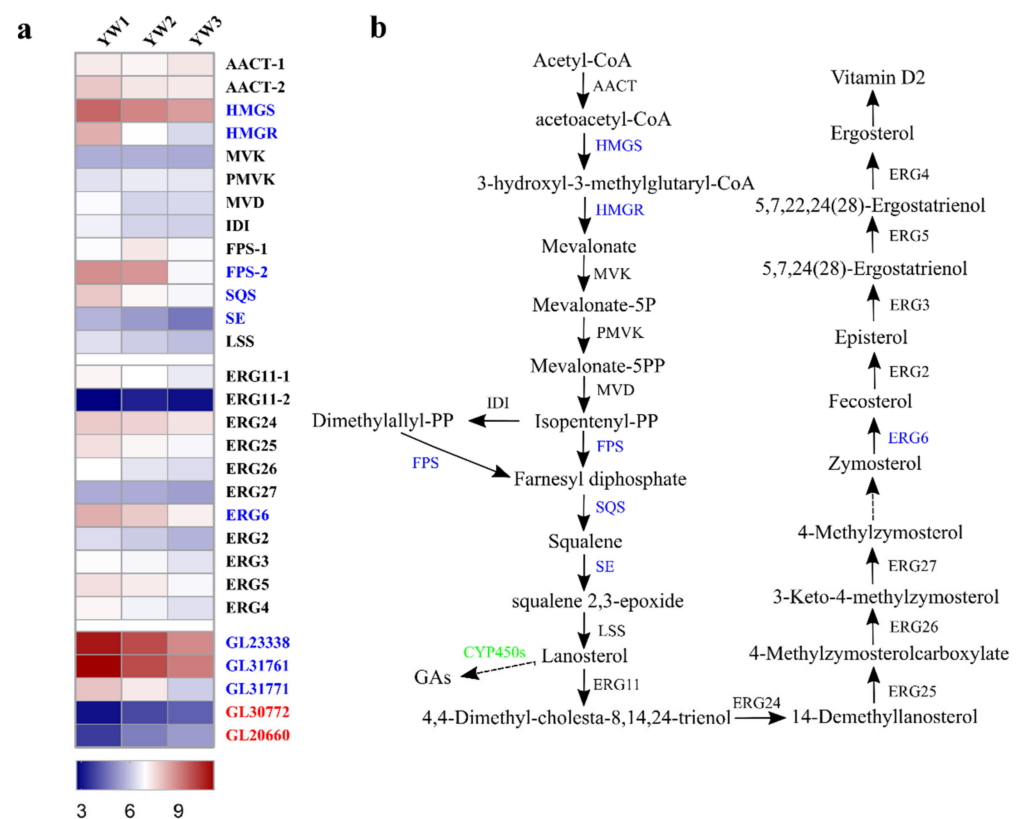 a
YW1 YW2 YW3
AACT-1
AACT-2
HMGS
HMGR
MVK
PMVK
MVD
IDI
FPS-1
FPS-2
SQS
SE
LSS
ERG11-1
ERG11-2
ERG24
ERG25
ERG26
ERG27
ERG6
ERG2
ERG3
ERG5
ERG4
GL23338
GL31761
GL31771
GL30772
GL20660
3 6 9
b
Acetyl-CoA
AACT
acetoacetyl-CoA
HMGS
3-hydroxyl-3-methylglutaryl-CoA
HMGR
Mevalonate
MVK
Mevalonate-5P
PMVK
Mevalonate-5PP
MVD
Isopentenyl-PP
IDI
Dimethylallyl-PP
FPS
FPS
Farnesyl diphosphate
SQS
Squalene
SE
squalene 2,3-epoxide
LSS
Lanosterol
CYP450s
GAs
ERG11
4,4-Dimethyl-cholesta-8,14,24-trienol
ERG24
14-Demethyllanosterol
ERG25
4-Methylzymosterolcarboxylate
ERG26
3-Keto-4-methylzymosterol
ERG27
4-Methylzymosterol
Zymosterol
ERG6
Fecosterol
ERG2
Episterol
ERG3
5,7,24(28)-Ergostatrienol
ERG5
5,7,22,24(28)-Ergostatrienol
ERG4
Ergosterol
Vitamin D2